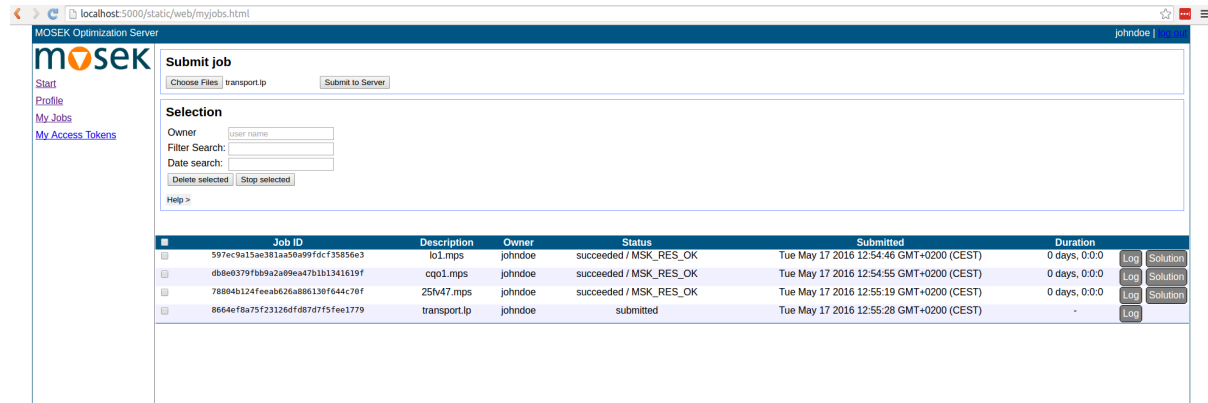 localhost:5000/static/web/myjobs.html
MOSEK Optimization Server johndoe | log out
mosek
Start
Profile
My Jobs
My Access Tokens
Submit job
Choose Files transport.lp Submit to Server
Selection
Owner user name
Filter Search:
Date search:
Delete selected Stop selected
Help >
Job ID Description Owner Status Submitted Duration
597ec9a15ae381aa50a99fdcf35856e3 lo1.mps johndoe succeeded / MSK_RES_OK Tue May 17 2016 12:54:46 GMT+0200 (CEST) 0 days, 0:0:0 Log Solution
db8e0379fbb9a2a09ea47b1b1341619f cqo1.mps johndoe succeeded / MSK_RES_OK Tue May 17 2016 12:54:55 GMT+0200 (CEST) 0 days, 0:0:0 Log Solution
78804b124feeab626a886130f644c70f 25fv47.mps johndoe succeeded / MSK_RES_OK Tue May 17 2016 12:55:19 GMT+0200 (CEST) 0 days, 0:0:0 Log Solution
8664ef8a75f23126dfd87d7f5fee1779 transport.lp johndoe submitted Tue May 17 2016 12:55:28 GMT+0200 (CEST) - Log